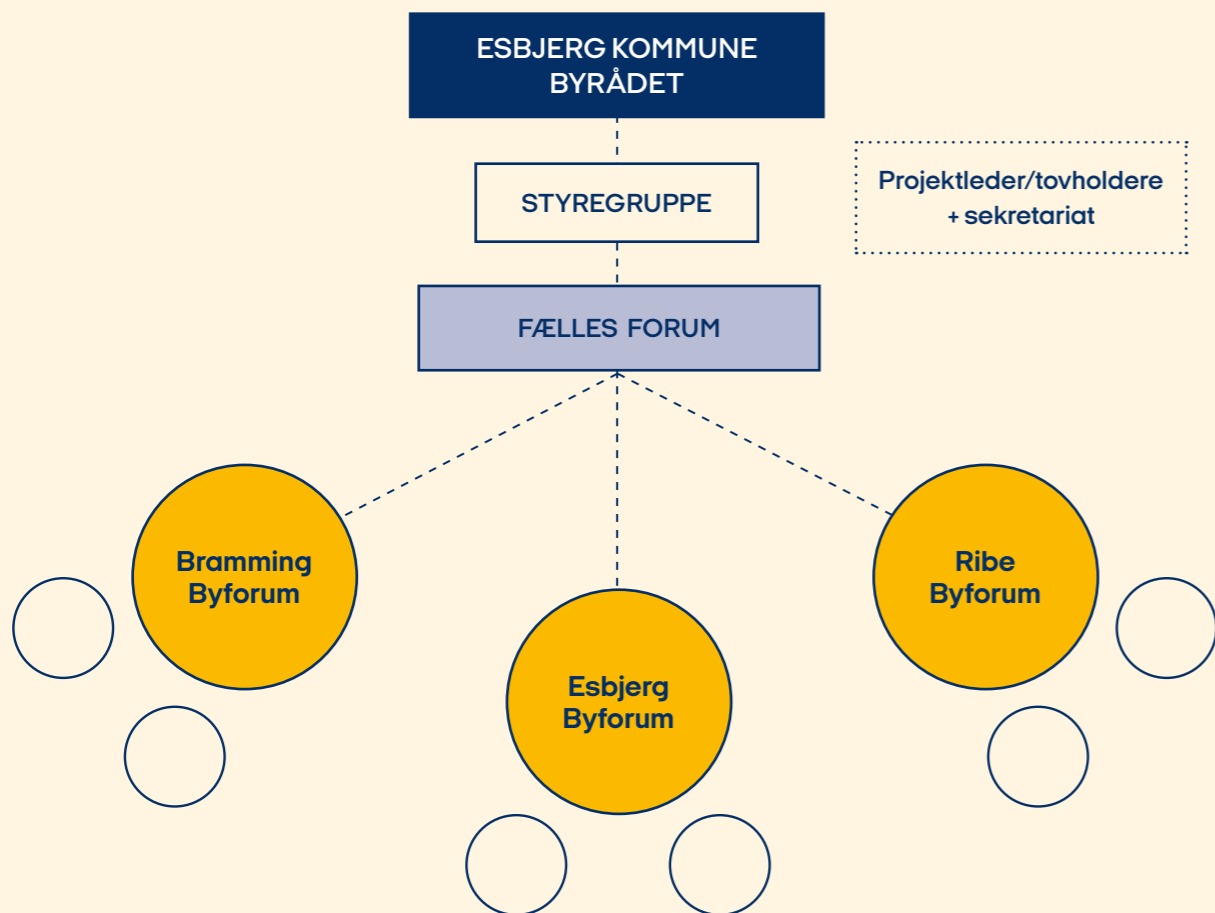 ESBJERG KOMMUNE
BYRÅDET
STYREGRUPPE
Projektleder/tovholdere
+ sekretariat
FÆLLES FORUM
Bramming
Byforum
Esbjerg
Byforum
Ribe
Byforum